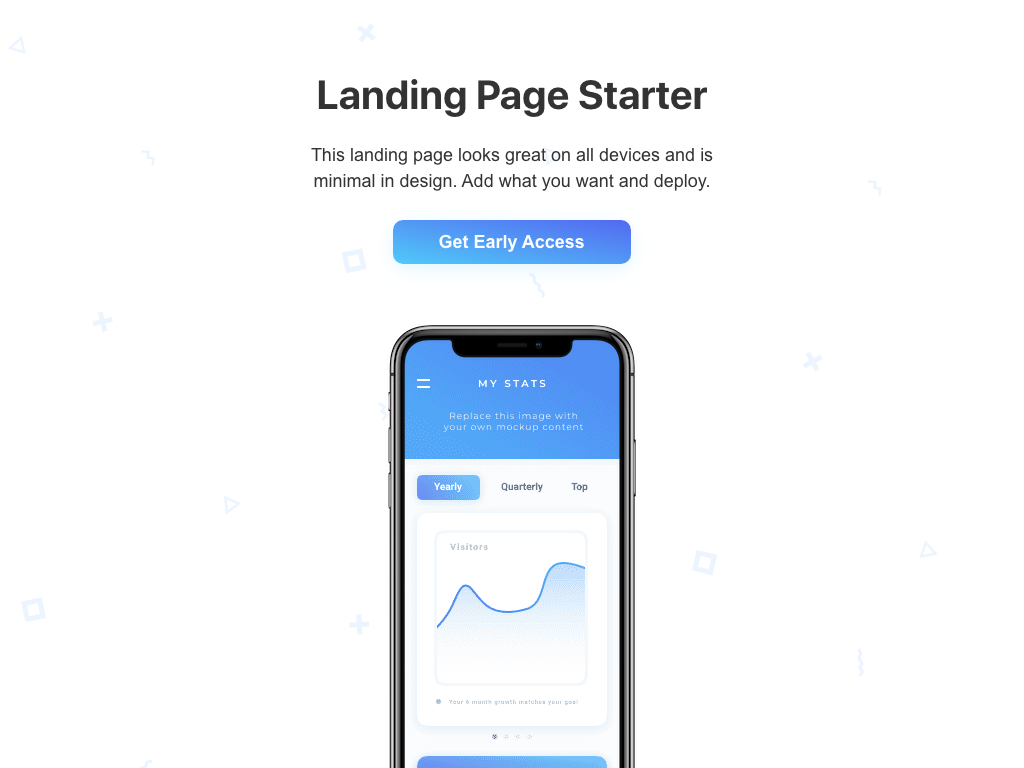 Landing Page Starter
This landing page looks great on all devices and is
minimal in design. Add what you want and deploy.
Get Early Access
MY STATS
Replace this image with
your own mockup content
Yearly Quarterly Top
Visitors
Your 6 month growth matches your goal